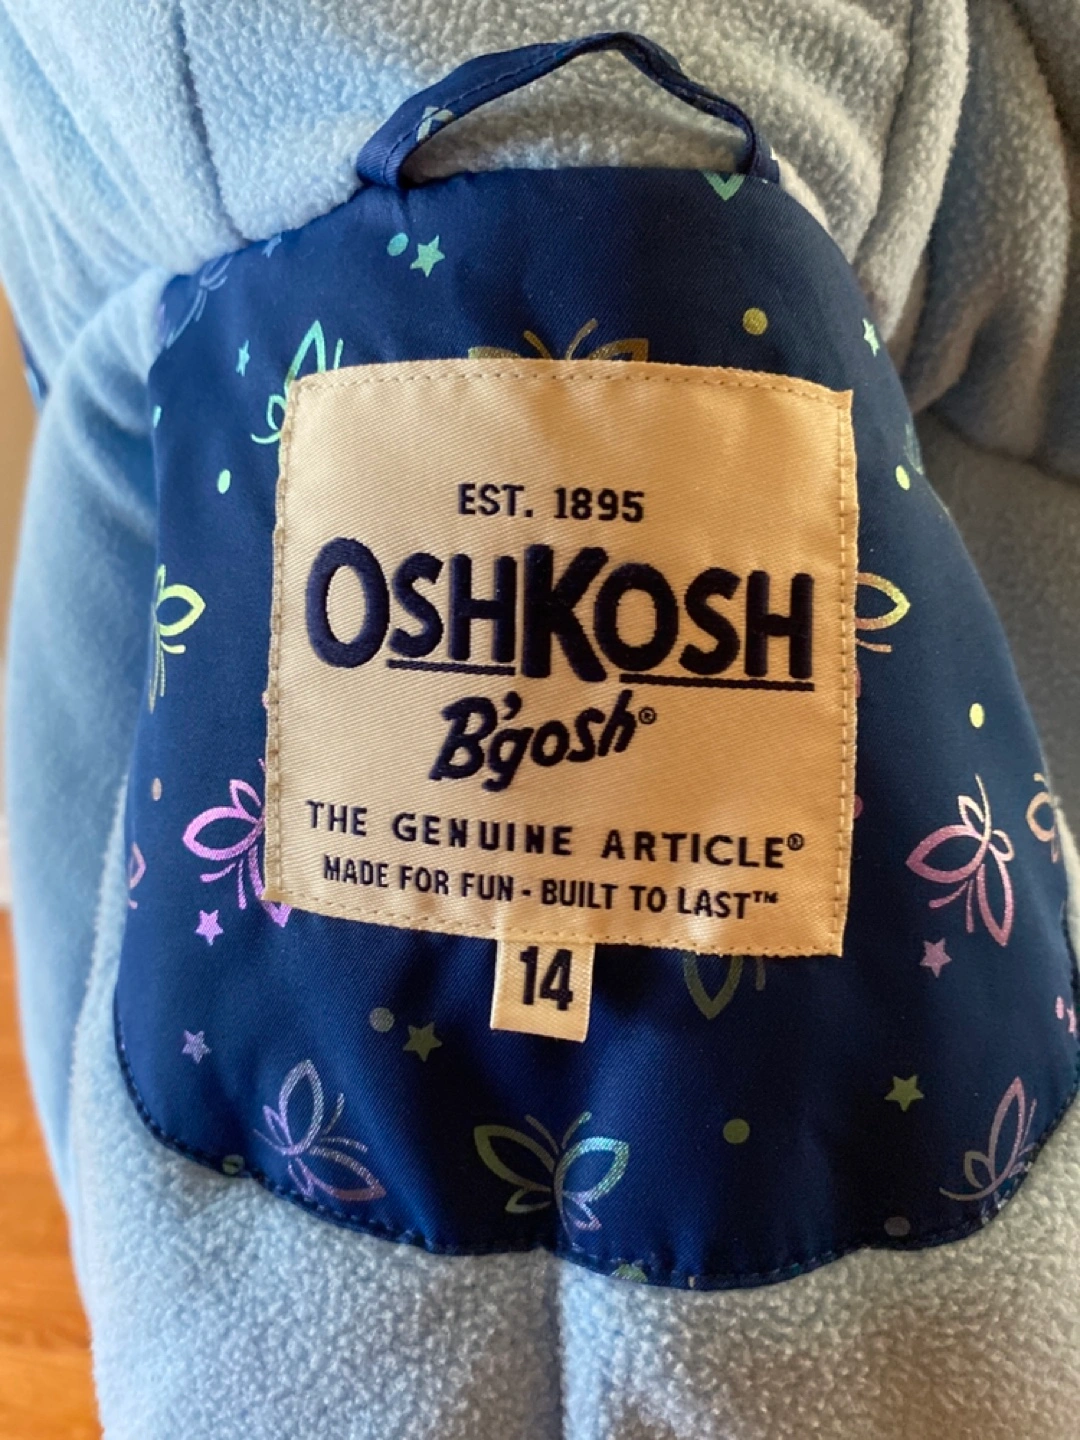 EST. 1895
OSHKOSH
B'gosh®
THE GENUINE ARTICLE®
MADE FOR FUN - BUILT TO LAST™
14